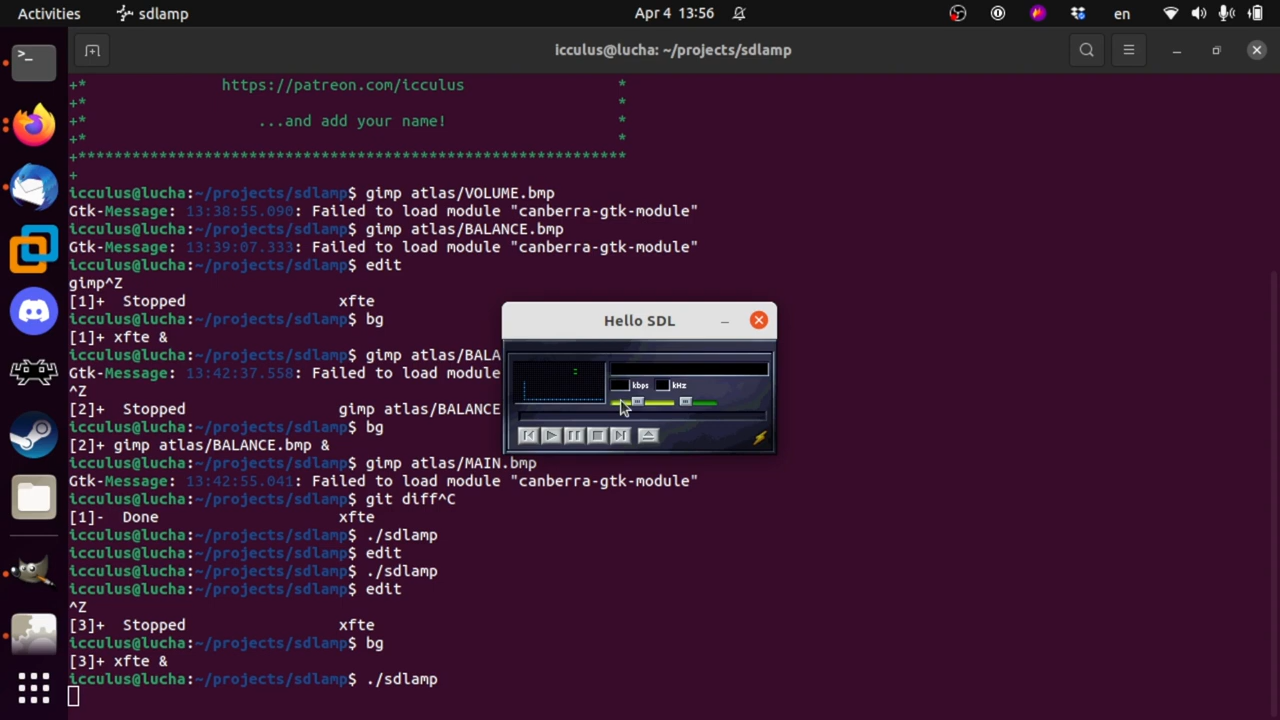 Activities
sdlamp
Apr 4 13:56
en
icculus@lucha: ~/projects/sdlamp
+* https://patreon.com/icculus *
+* *
+* ...and add your name! *
+* *
+*************************************************************
+
icculus@lucha:~/projects/sdlamp$ gimp atlas/VOLUME.bmp
Gtk-Message: 13:38:55.090: Failed to load module "canberra-gtk-module"
icculus@lucha:~/projects/sdlamp$ gimp atlas/BALANCE.bmp
Gtk-Message: 13:39:07.333: Failed to load module "canberra-gtk-module"
icculus@lucha:~/projects/sdlamp$ edit
gimp^Z
[1]+  Stopped                 xfte
icculus@lucha:~/projects/sdlamp$ bg
[1]+ xfte &
icculus@lucha:~/projects/sdlamp$ gimp atlas/BALA
Gtk-Message: 13:42:37.558: Failed to load module
^Z
[2]+  Stopped                 gimp atlas/BALANCE
icculus@lucha:~/projects/sdlamp$ bg
[2]+ gimp atlas/BALANCE.bmp &
icculus@lucha:~/projects/sdlamp$ gimp atlas/MAIN.bmp
Gtk-Message: 13:42:55.041: Failed to load module "canberra-gtk-module"
icculus@lucha:~/projects/sdlamp$ git diff^C
[1]-  Done                    xfte
icculus@lucha:~/projects/sdlamp$ ./sdlamp
icculus@lucha:~/projects/sdlamp$ edit
icculus@lucha:~/projects/sdlamp$ ./sdlamp
icculus@lucha:~/projects/sdlamp$ edit
^Z
[3]+  Stopped                 xfte
icculus@lucha:~/projects/sdlamp$ bg
[3]+ xfte &
icculus@lucha:~/projects/sdlamp$ ./sdlamp
Hello SDL
kbps kHz